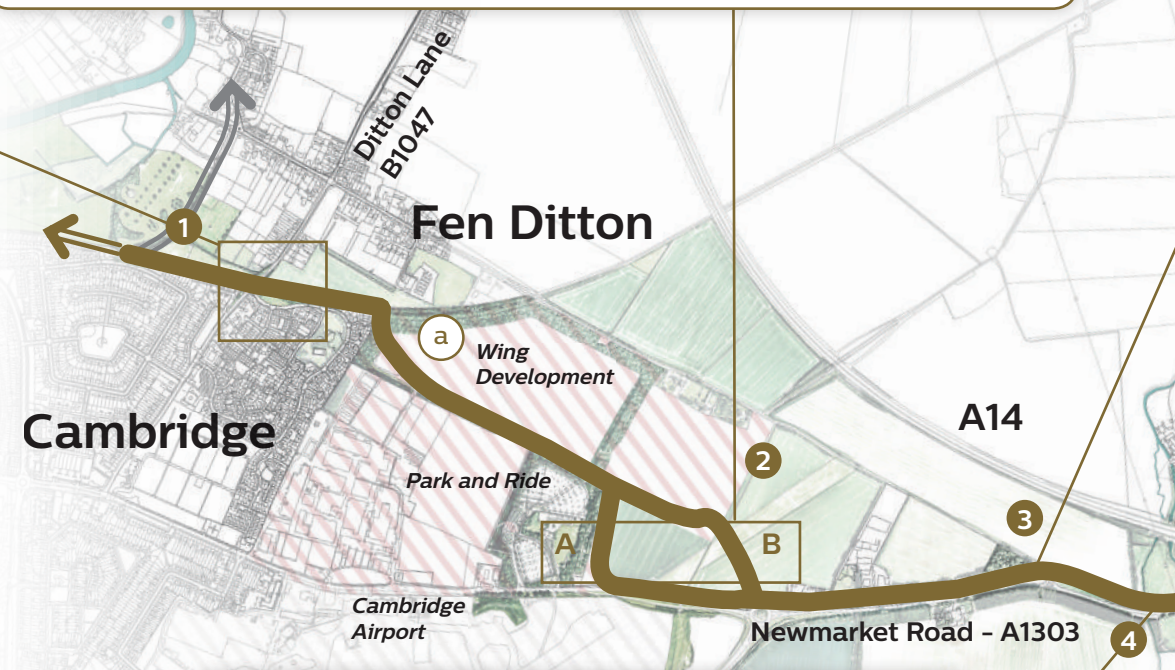 Ditton Lane
B1047
1
Fen Ditton
a
Wing
Development
Cambridge
A14
2
Park and Ride
3
A
B
Cambridge
Airport
Newmarket Road - A1303
4